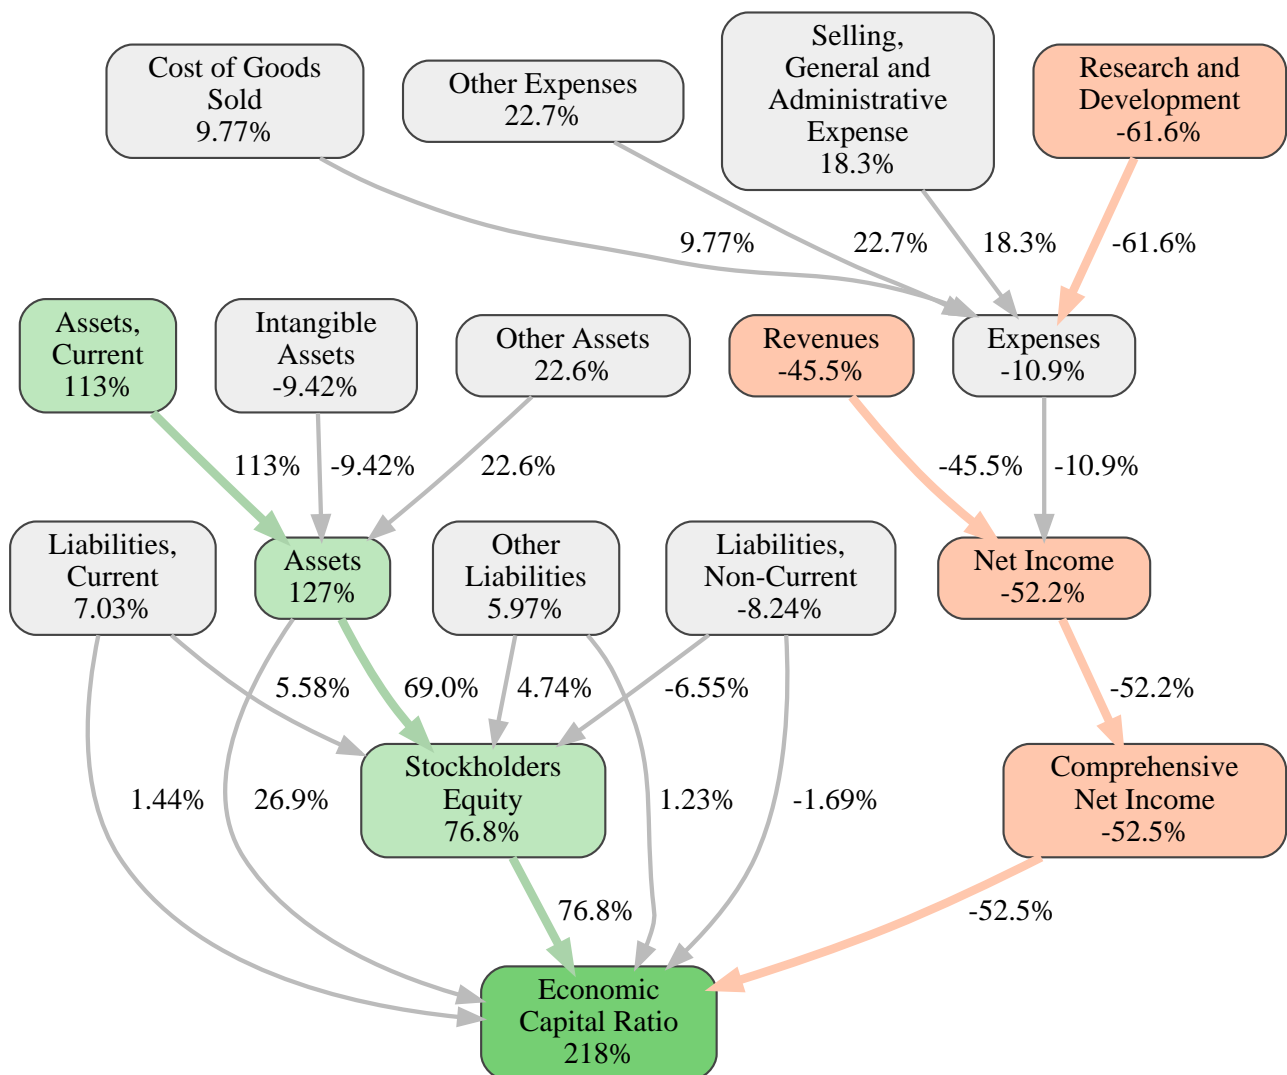 Cost of Goods
Sold
9.77%
Other Expenses
22.7%
Selling,
General and
Administrative
Expense
18.3%
Research and
Development
-61.6%
9.77%
22.7%
18.3%
-61.6%
Assets,
Current
113%
Intangible
Assets
-9.42%
Other Assets
22.6%
Revenues
-45.5%
Expenses
-10.9%
113%
-9.42%
22.6%
-45.5%
-10.9%
Liabilities,
Current
7.03%
Assets
127%
Other
Liabilities
5.97%
Liabilities,
Non-Current
-8.24%
Net Income
-52.2%
5.58%
69.0%
4.74%
-6.55%
-52.2%
1.44%
26.9%
Stockholders
Equity
76.8%
1.23%
-1.69%
Comprehensive
Net Income
-52.5%
76.8%
-52.5%
Economic
Capital Ratio
218%